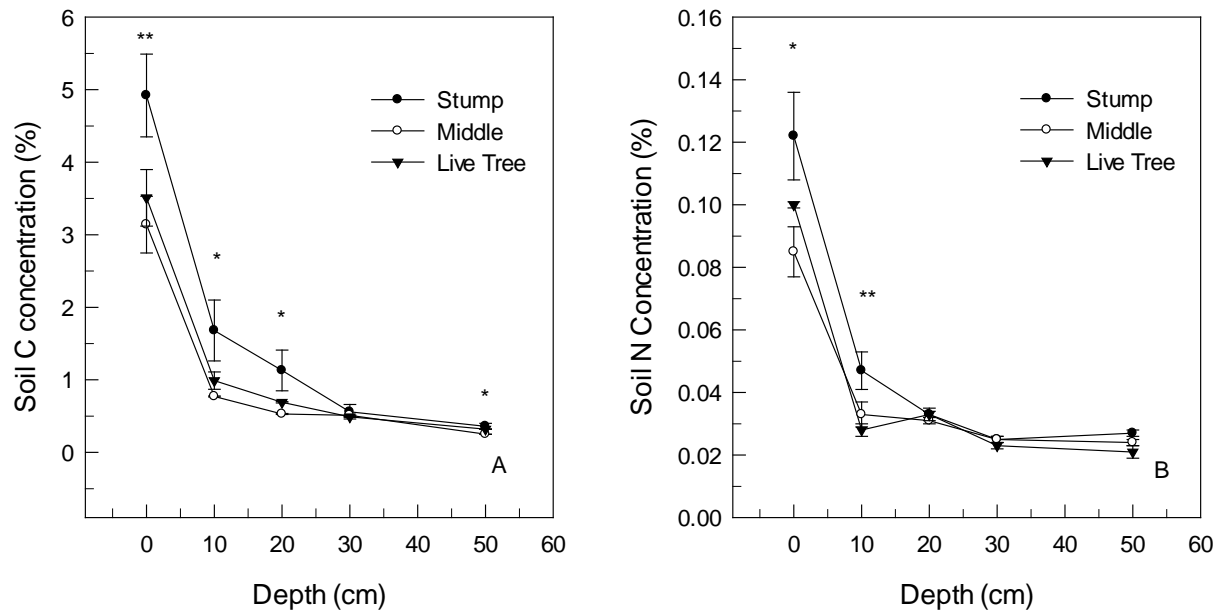 Soil C concentration (%)
6
5
4
3
2
1
0
**
*
*
*
Stump
Middle
Live Tree
A
0 10 20 30 50 60
Depth (cm)
Soil N Concentration (%)
0.16
0.14
0.12
0.10
0.08
0.06
0.04
0.02
0.00
*
**
Stump
Middle
Live Tree
B
0 10 20 30 50 60
Depth (cm)